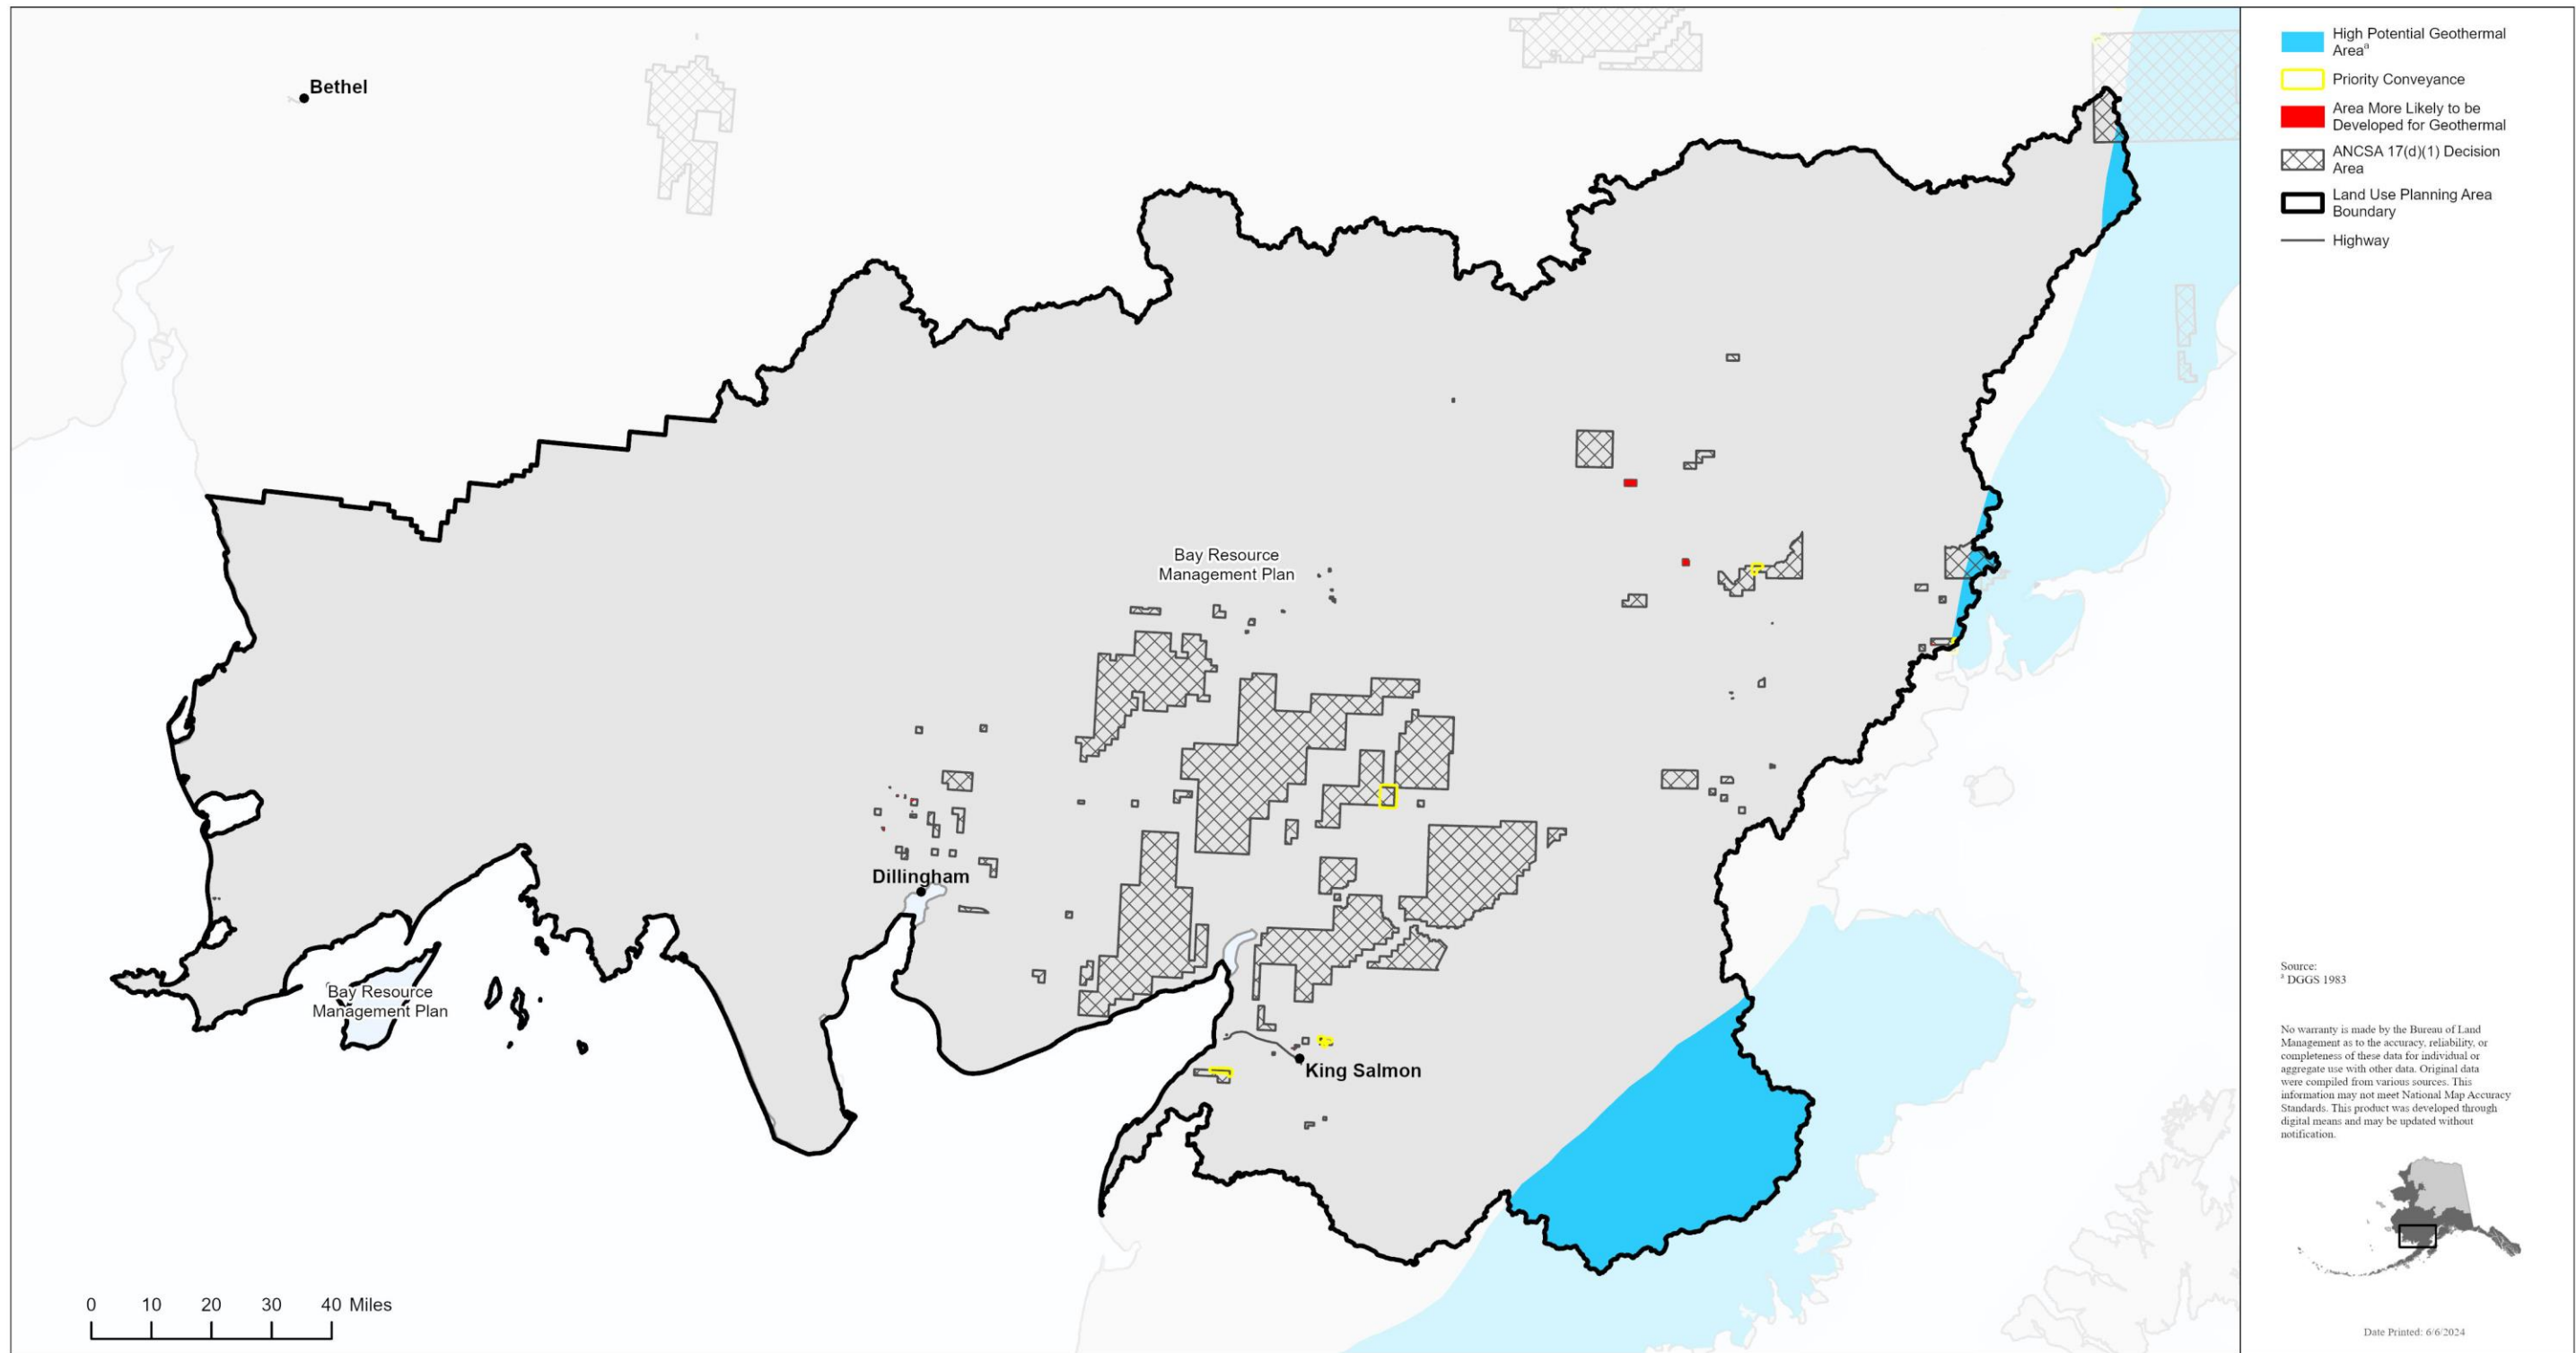 Bethel
Bay Resource
Management Plan
Dillingham
Bay Resource
Management Plan
King Salmon
0 10 20 30 40 Miles
High Potential Geothermal
Areaᵃ
Priority Conveyance
Area More Likely to be
Developed for Geothermal
ANCSA 17(d)(1) Decision
Area
Land Use Planning Area
Boundary
Highway
Source:
ᵃ DGGS 1983
No warranty is made by the Bureau of Land
Management as to the accuracy, reliability, or
completeness of these data for individual or
aggregate use with other data. Original data
were compiled from various sources. This
information may not meet National Map Accuracy
Standards. This product was developed through
digital means and may be updated without
notification.
Date Printed: 6/6/2024